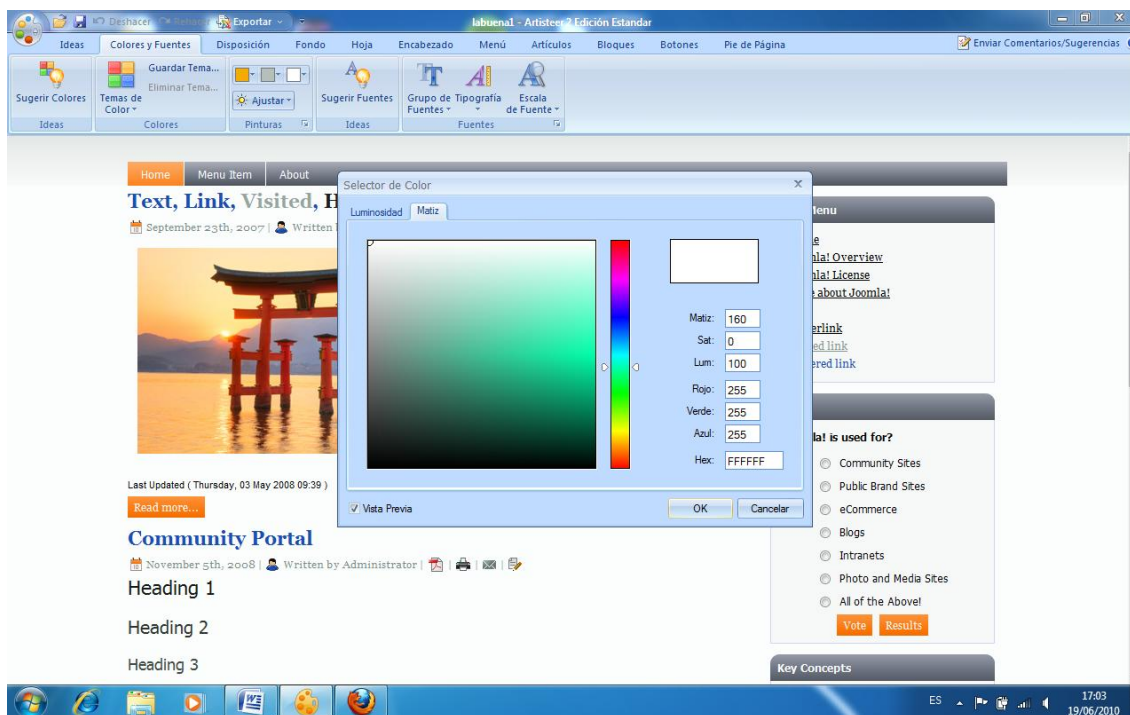 Deshacer Rehacer Exportar labuena1 - Artisteer 2 Edición Estandar
Ideas Colores y Fuentes Disposición Fondo Hoja Encabezado Menú Artículos Bloques Botones Pie de Página Enviar Comentarios/Sugerencias
Sugerir Colores
Temas de Color
Guardar Tema...
Eliminar Tema...
Ajustar
Sugerir Fuentes
Grupo de Fuentes
Tipografía
Escala de Fuente
Ideas Colores Pinturas Ideas Fuentes
Home Menu Item About
Text, Link, Visited, H
September 23th, 2007 | Written
Last Updated ( Thursday, 03 May 2008 09:39 )
Read more...
Community Portal
November 5th, 2008 | Written by Administrator |
Heading 1
Heading 2
Heading 3
Selector de Color
Luminosidad Matiz
Matiz: 160
Sat: 0
Lum: 100
Rojo: 255
Verde: 255
Azul: 255
Hex: FFFFFF
Vista Previa OK Cancelar
Menu
la! Overview
la! License
about Joomla!
erlink
ed link
ered link
la! is used for?
Community Sites
Public Brand Sites
eCommerce
Blogs
Intranets
Photo and Media Sites
All of the Above!
Vote Results
Key Concepts
ES 17:03
19/06/2010